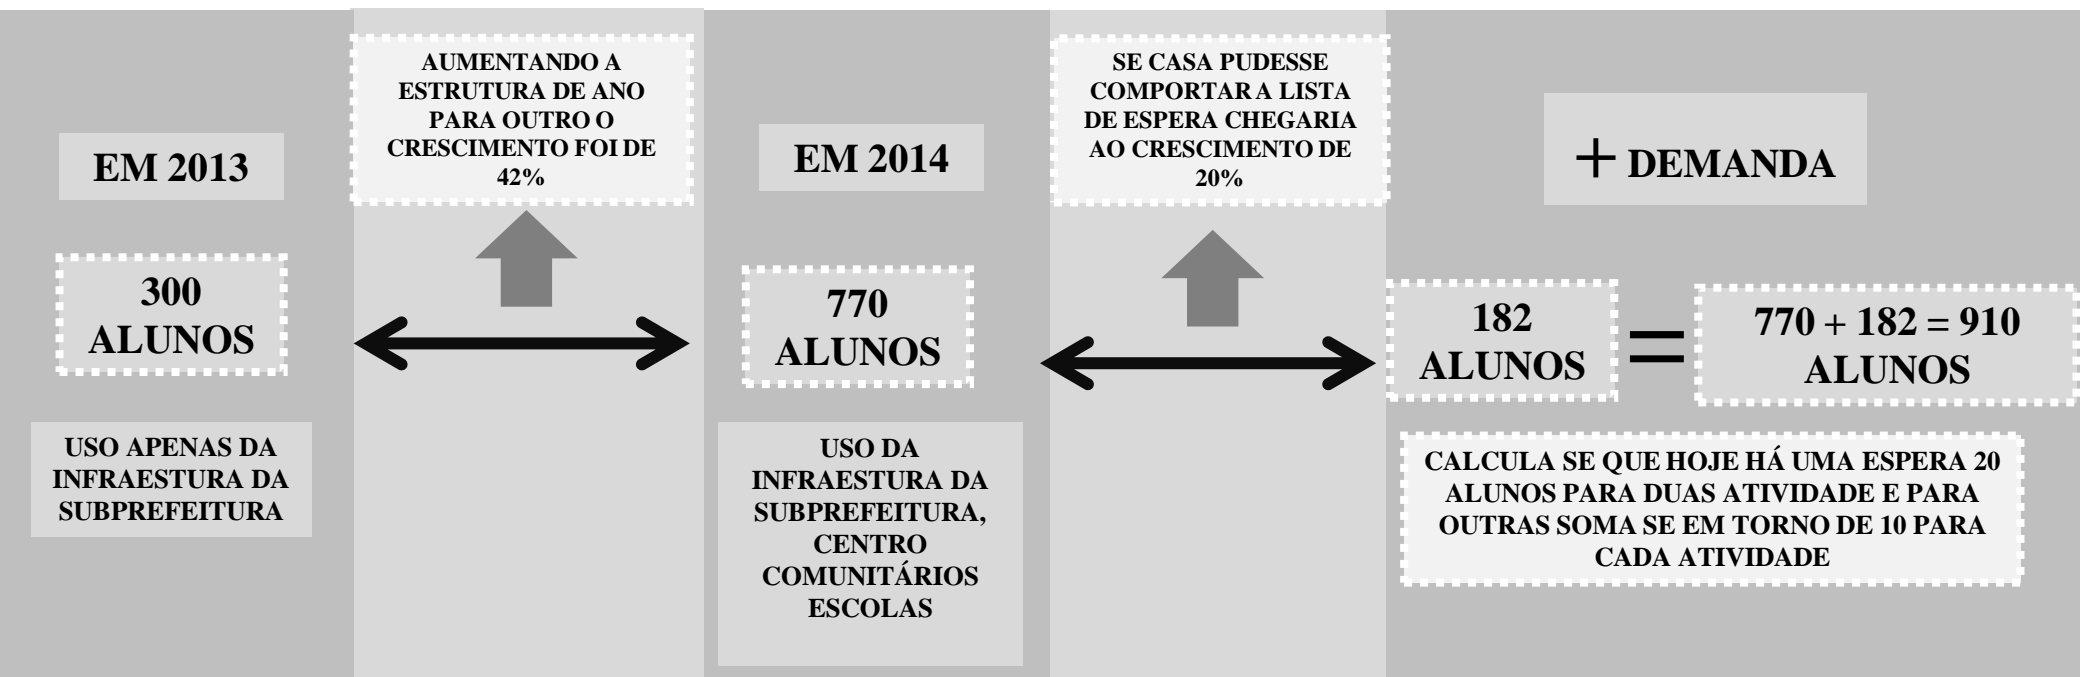 EM 2013
300
ALUNOS
USO APENAS DA
INFRAESTURA DA
SUBPREFEITURA
AUMENTANDO A
ESTRUTURA DE ANO
PARA OUTRO O
CRESCIMENTO FOI DE
42%
EM 2014
770
ALUNOS
USO DA
INFRAESTURA DA
SUBPREFEITURA,
CENTRO
COMUNITÁRIOS
ESCOLAS
SE CASA PUDESSE
COMPORTAR A LISTA
DE ESPERA CHEGARIA
AO CRESCIMENTO DE
20%
+ DEMANDA
182
ALUNOS
=
770 + 182 = 910
ALUNOS
CALCULA SE QUE HOJE HÁ UMA ESPERA 20
ALUNOS PARA DUAS ATIVIDADE E PARA
OUTRAS SOMA SE EM TORNO DE 10 PARA
CADA ATIVIDADE